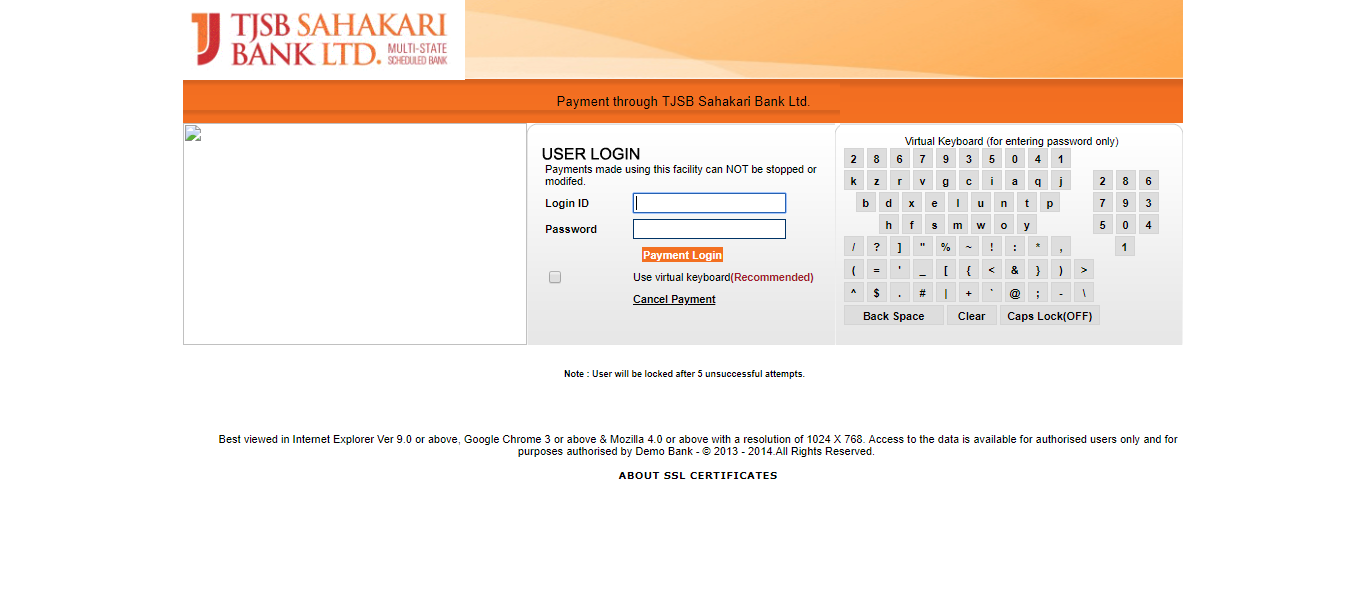 TJSB SAHAKARI
BANK LTD. MULTI-STATE
SCHEDULED BANK
Payment through TJSB Sahakari Bank Ltd.
USER LOGIN
Payments made using this facility can NOT be stopped or
modifed.
Login ID
Password
Payment Login
Use virtual keyboard(Recommended)
Cancel Payment
Virtual Keyboard (for entering password only)
2 8 6 7 9 3 5 0 4 1
k z r v g c i a q j 2 8 6
b d x e l u n t p 7 9 3
h f s m w o y 5 0 4
/ ? ] " % ~ ! : * , 1
( = ' _ [ { < & } ) >
^ $ . # | + ` @ ; - \
Back Space Clear Caps Lock(OFF)
Note : User will be locked after 5 unsuccessful attempts.
Best viewed in Internet Explorer Ver 9.0 or above, Google Chrome 3 or above & Mozilla 4.0 or above with a resolution of 1024 X 768. Access to the data is available for authorised users only and for
purposes authorised by Demo Bank - © 2013 - 2014.All Rights Reserved.
ABOUT SSL CERTIFICATES